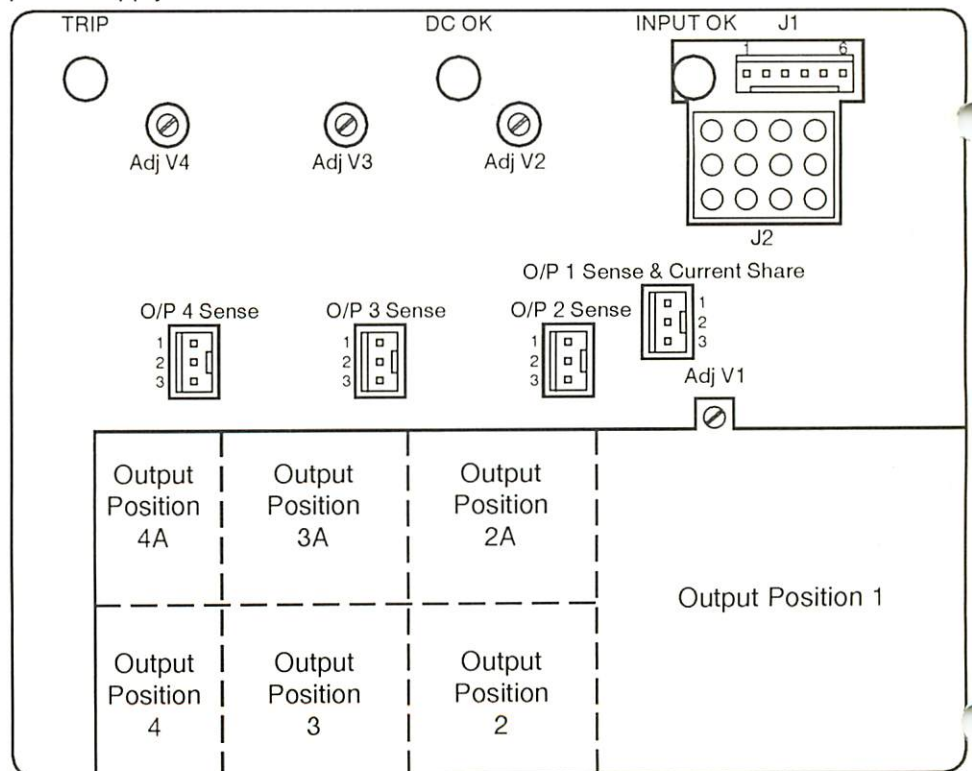 TRIP
DC OK
INPUT OK
J1
1 6
Adj V4
Adj V3
Adj V2
J2
O/P 1 Sense & Current Share
O/P 4 Sense
O/P 3 Sense
O/P 2 Sense
1
2
3
1
2
3
1
2
3
1
2
3
Adj V1
Output
Position
4A
Output
Position
3A
Output
Position
2A
Output Position 1
Output
Position
4
Output
Position
3
Output
Position
2